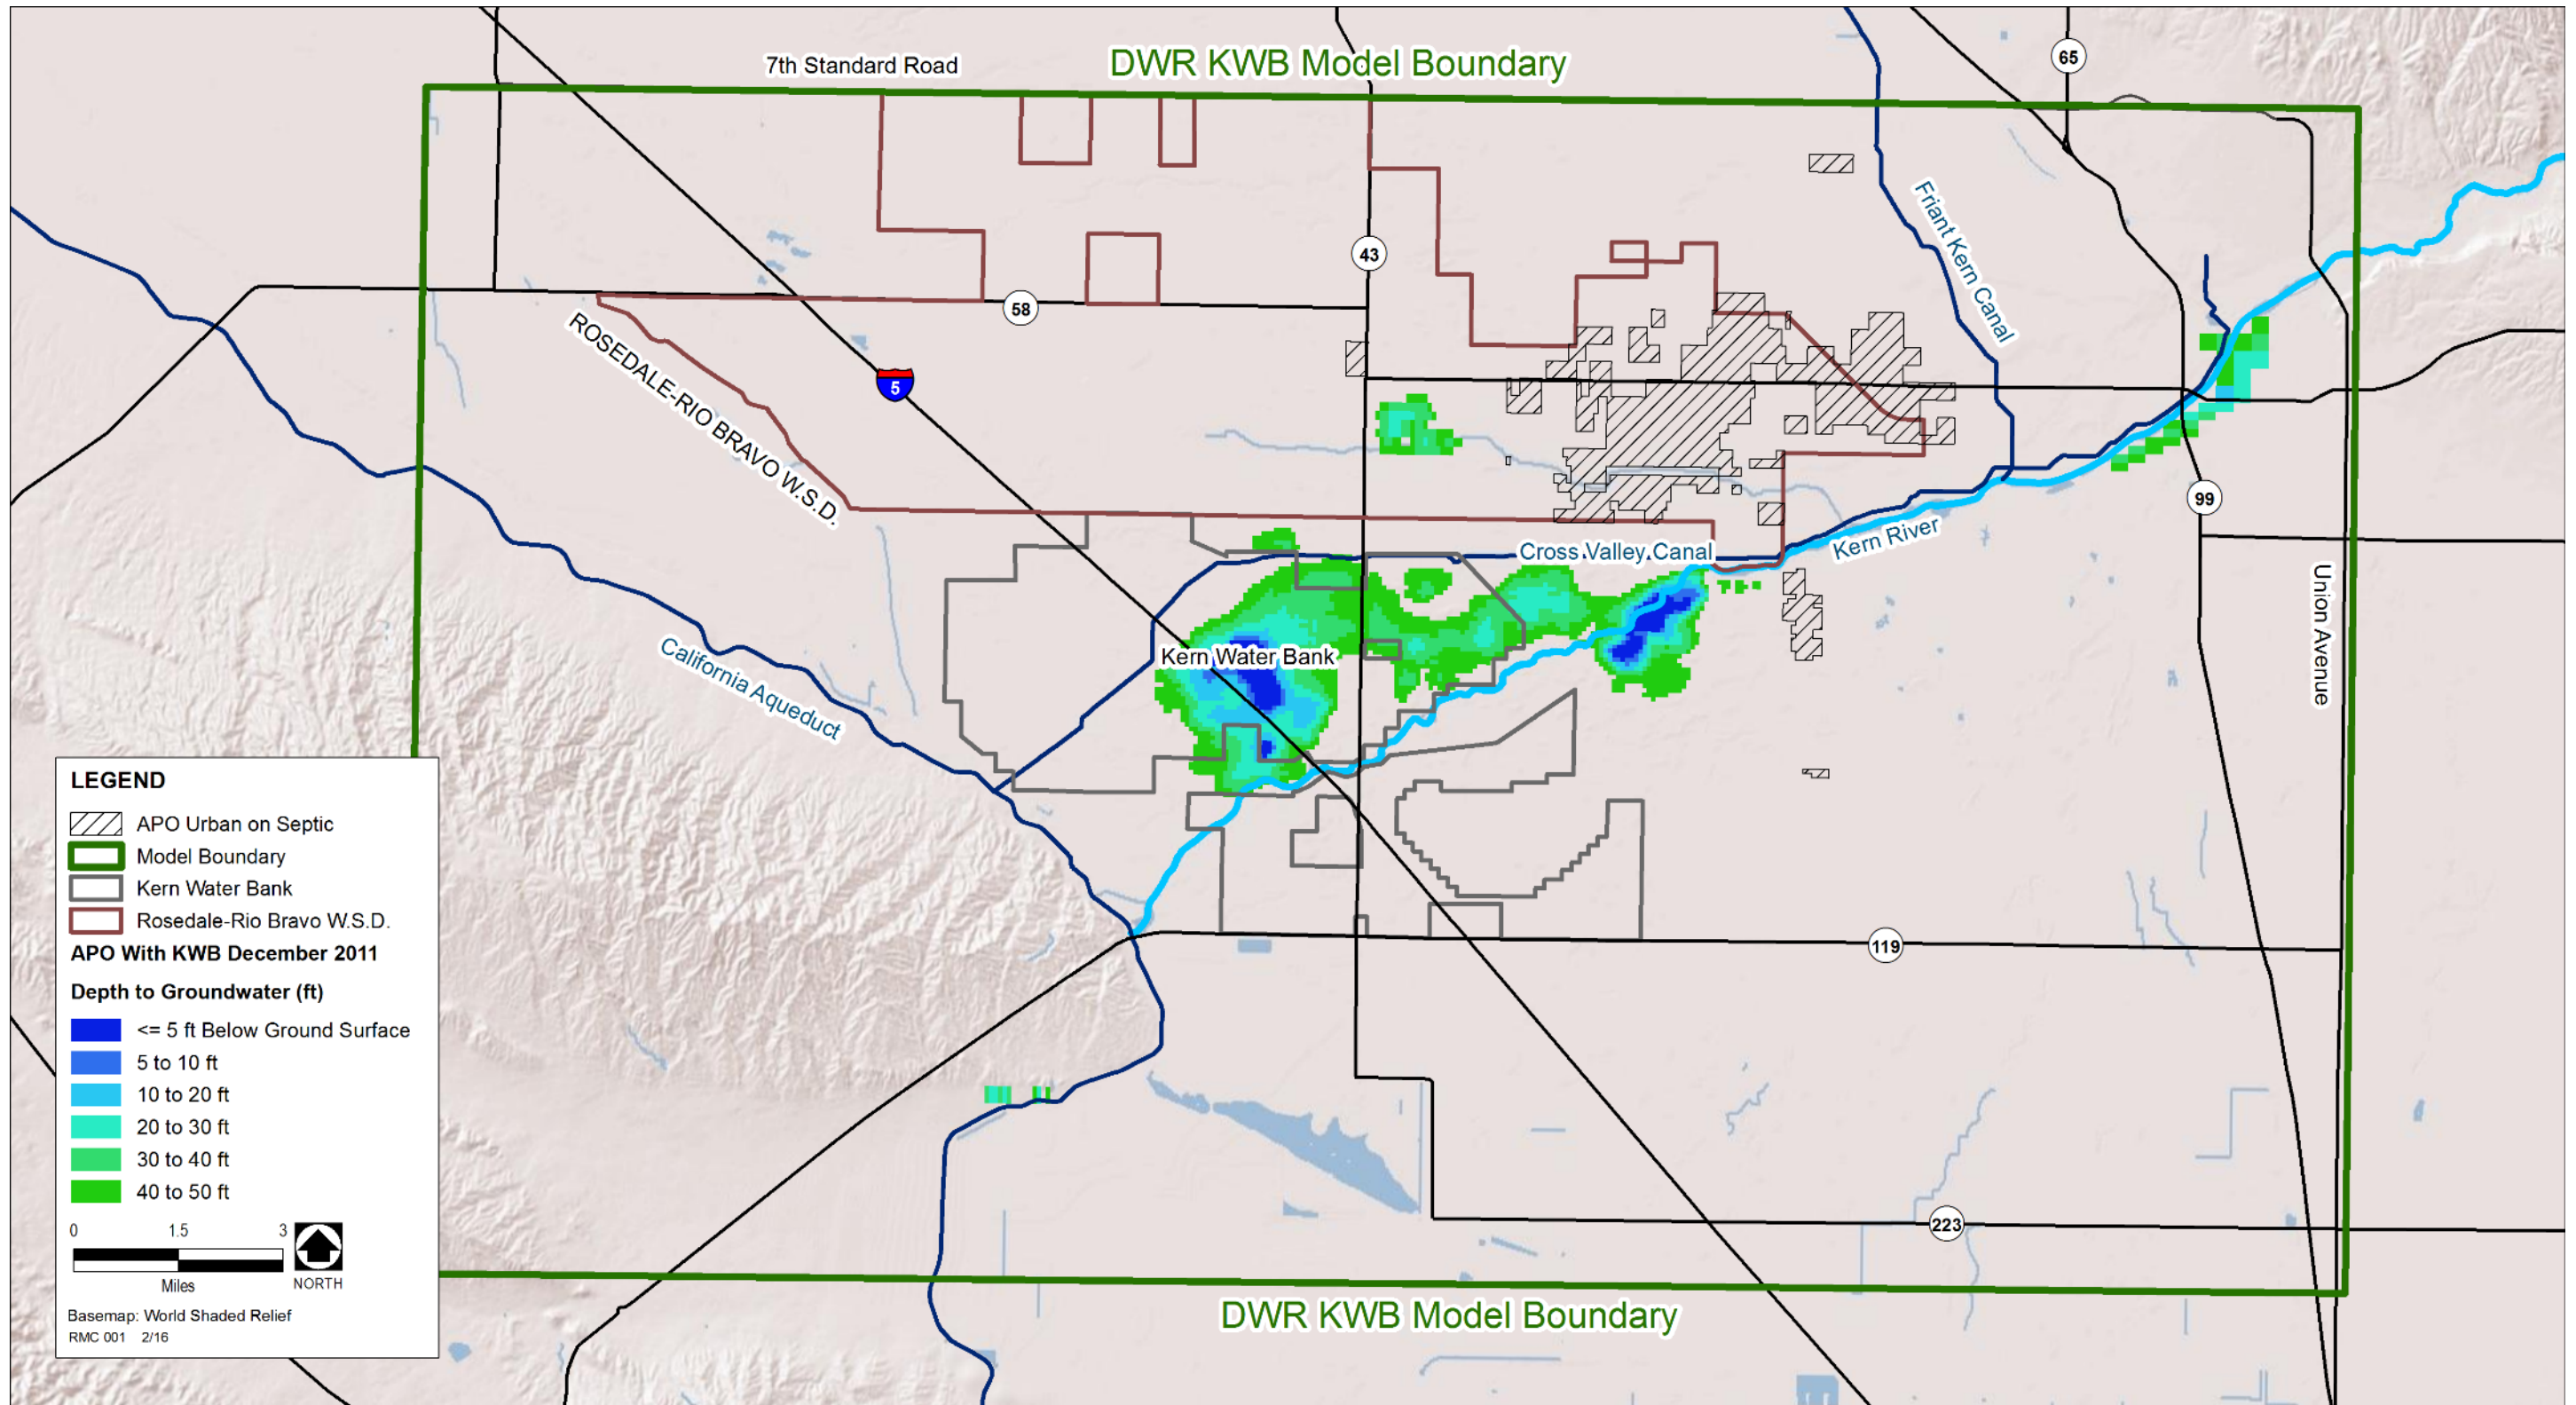 7th Standard Road
DWR KWB Model Boundary
65
Friant Kern Canal
43
58
ROSEDALE-RIO BRAVO W.S.D.
5
99
Cross Valley Canal
Kern River
Union Avenue
Kern Water Bank
California Aqueduct
119
223
DWR KWB Model Boundary
LEGEND
APO Urban on Septic
Model Boundary
Kern Water Bank
Rosedale-Rio Bravo W.S.D.
APO With KWB December 2011
Depth to Groundwater (ft)
<= 5 ft Below Ground Surface
5 to 10 ft
10 to 20 ft
20 to 30 ft
30 to 40 ft
40 to 50 ft
0 1.5 3
Miles
NORTH
Basemap: World Shaded Relief
RMC 001 2/16